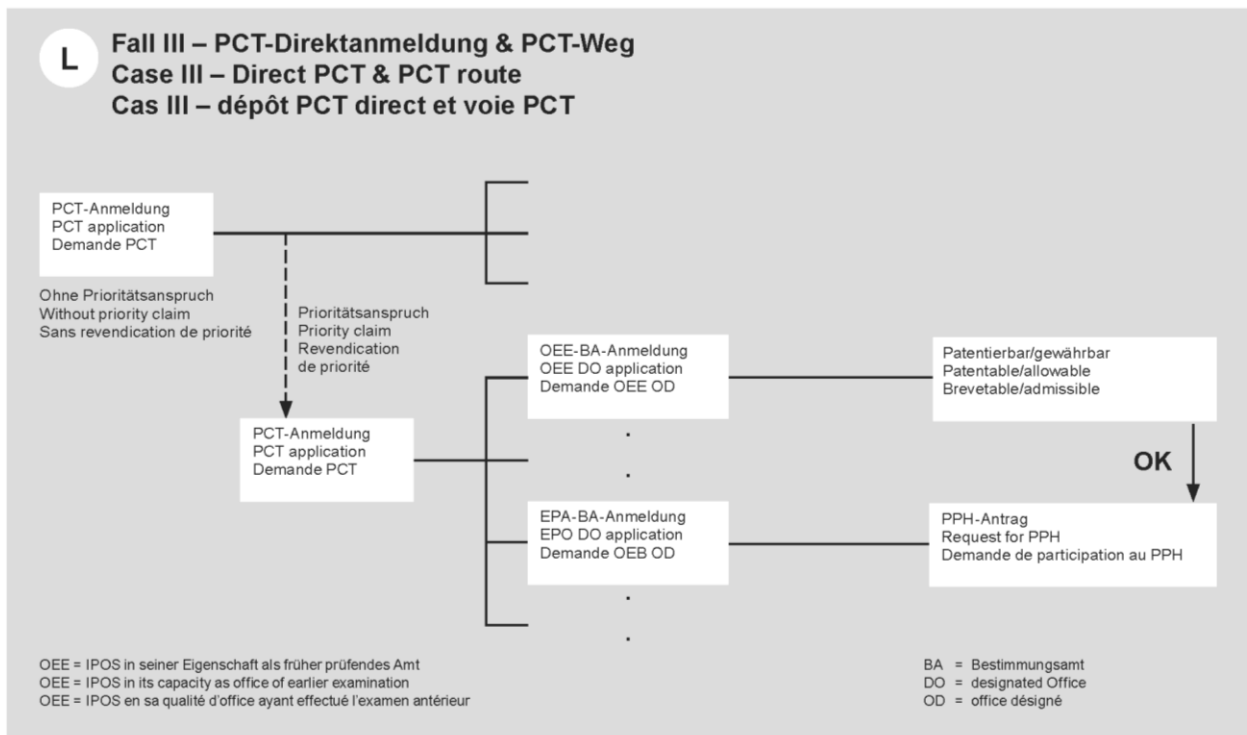 L
Fall III – PCT-Direktanmeldung & PCT-Weg
Case III – Direct PCT & PCT route
Cas III – dépôt PCT direct et voie PCT
PCT-Anmeldung
PCT application
Demande PCT
Ohne Prioritätsanspruch
Without priority claim
Sans revendication de priorité
Prioritätsanspruch
Priority claim
Revendication
de priorité
OEE-BA-Anmeldung
OEE DO application
Demande OEE OD
Patentierbar/gewährbar
Patentable/allowable
Brevetable/admissible
PCT-Anmeldung
PCT application
Demande PCT
OK
EPA-BA-Anmeldung
EPO DO application
Demande OEB OD
PPH-Antrag
Request for PPH
Demande de participation au PPH
OEE = IPOS in seiner Eigenschaft als früher prüfendes Amt
OEE = IPOS in its capacity as office of earlier examination
OEE = IPOS en sa qualité d'office ayant effectué l'examen antérieur
BA = Bestimmungsamt
DO = designated Office
OD = office désigné